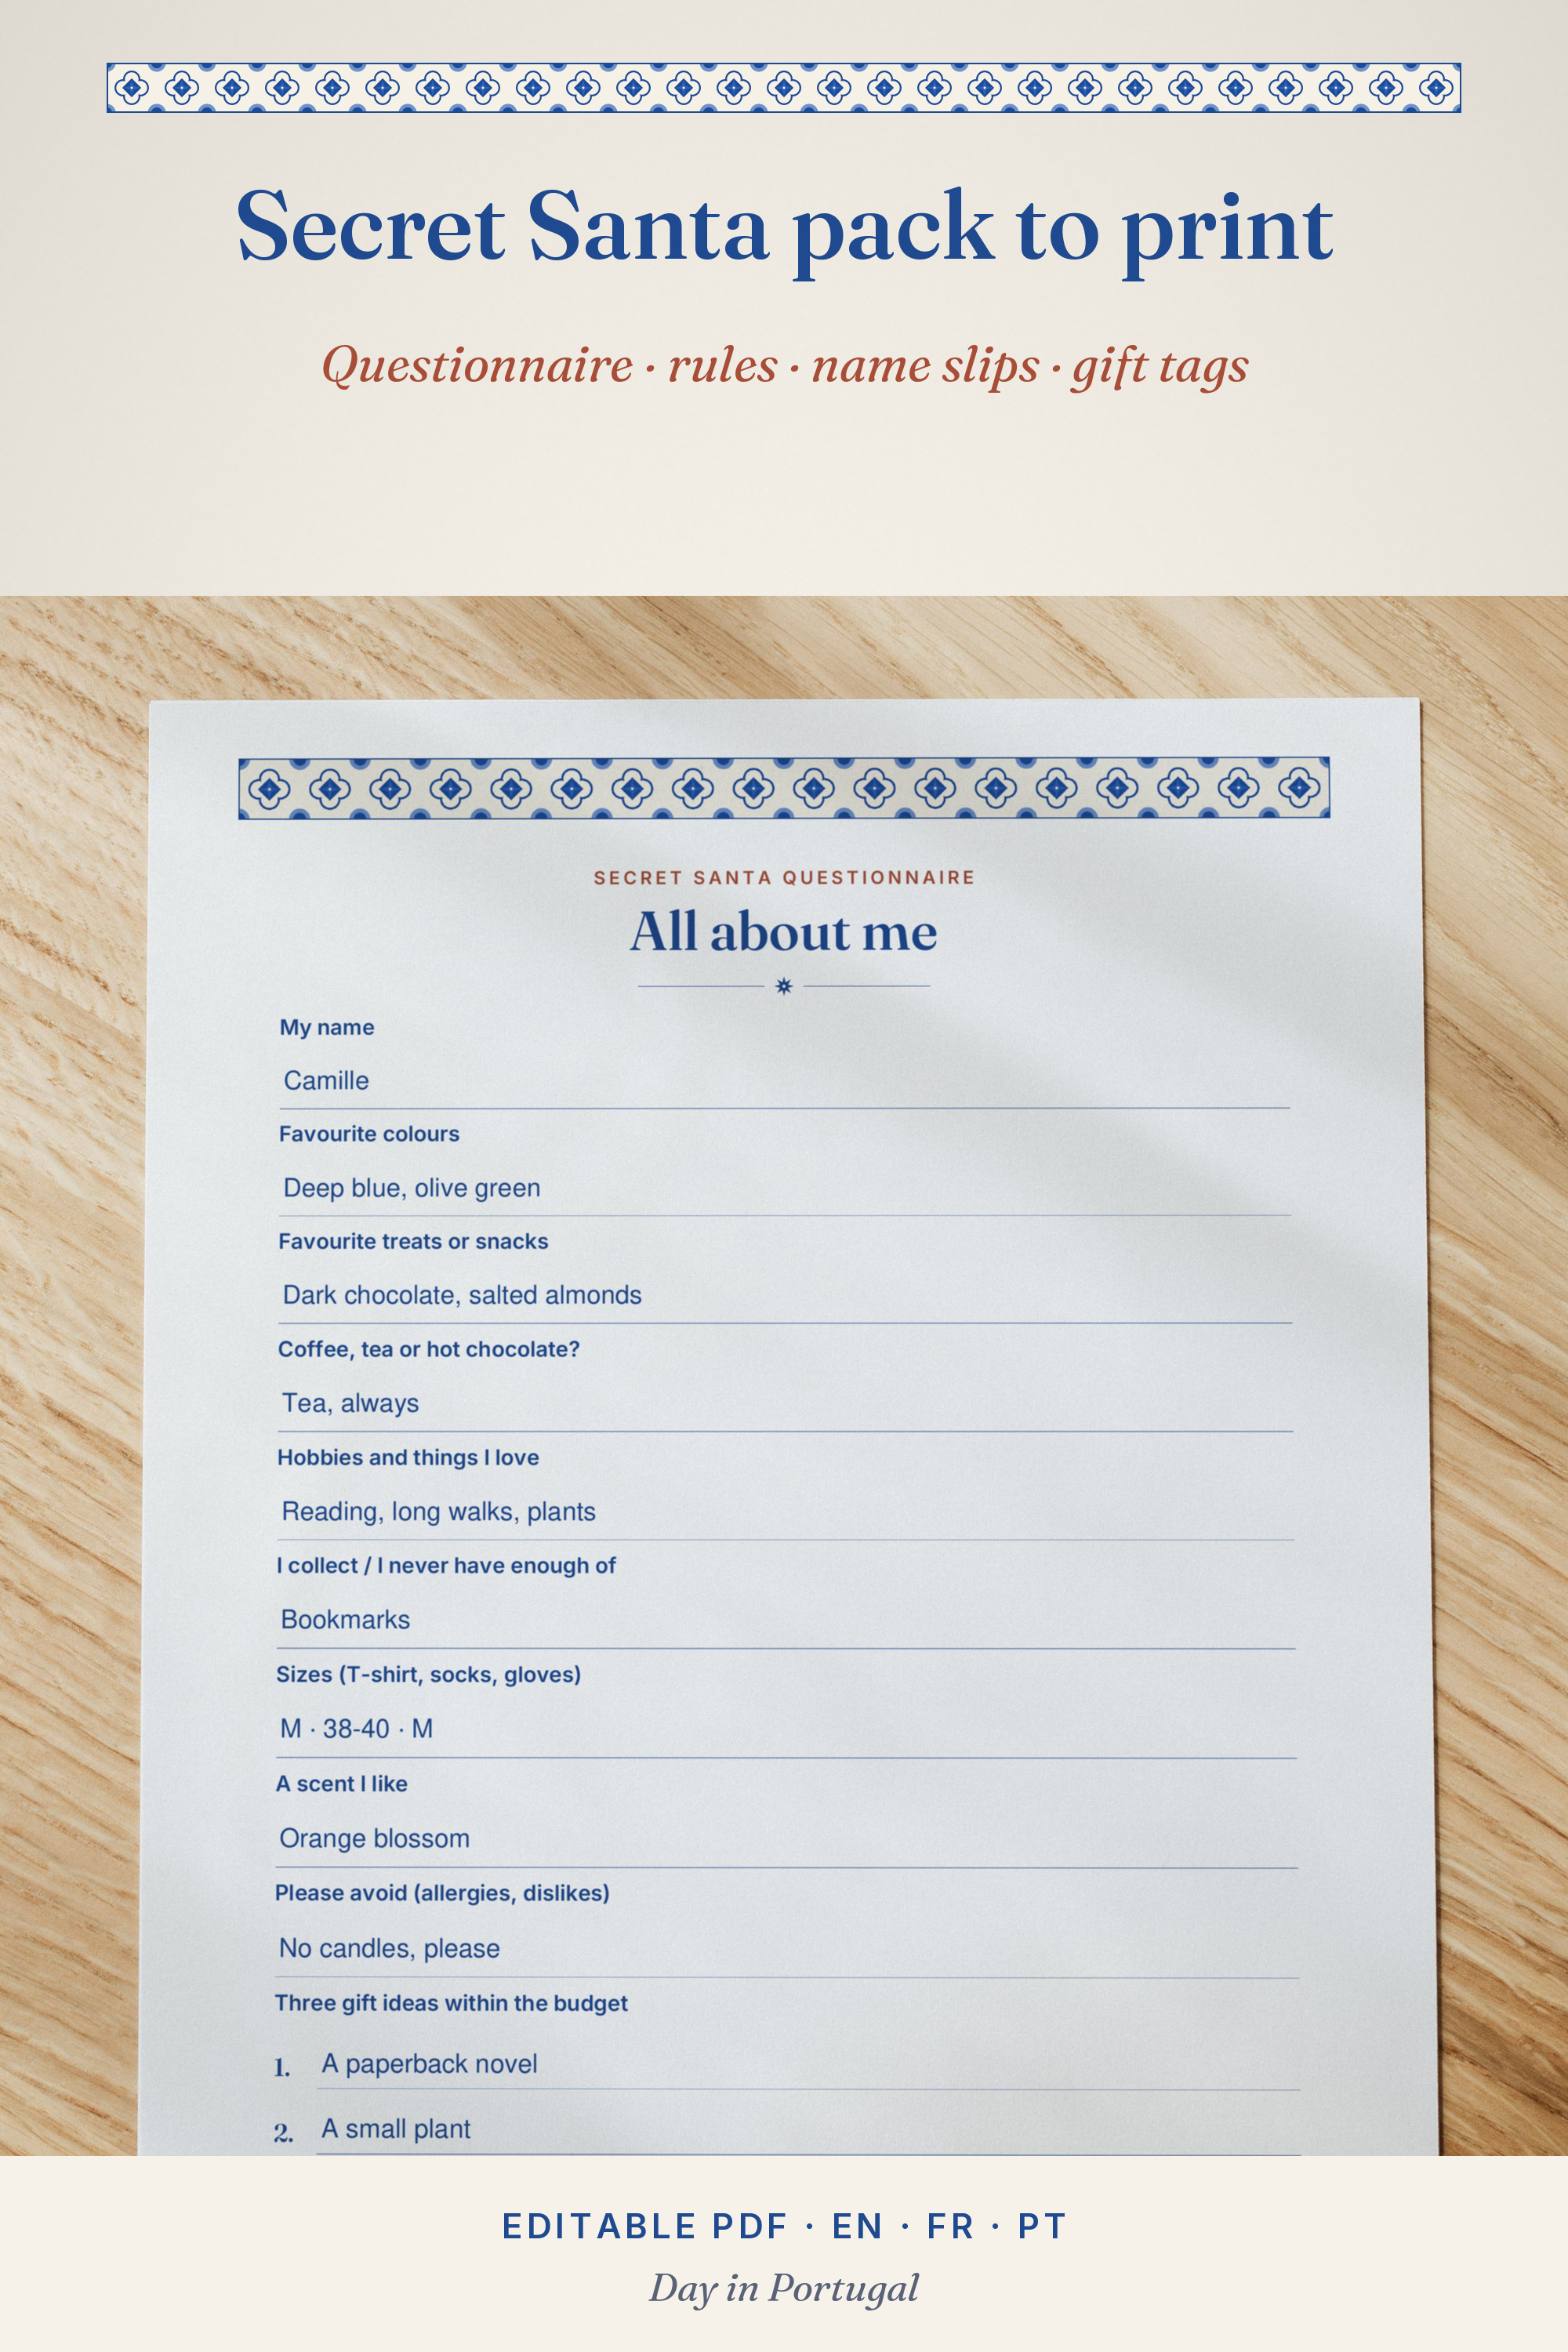 Secret Santa pack to print
Questionnaire · rules · name slips · gift tags
SECRET SANTA QUESTIONNAIRE
All about me
My name
Camille
Favourite colours
Deep blue, olive green
Favourite treats or snacks
Dark chocolate, salted almonds
Coffee, tea or hot chocolate?
Tea, always
Hobbies and things I love
Reading, long walks, plants
I collect / I never have enough of
Bookmarks
Sizes (T-shirt, socks, gloves)
M · 38-40 · M
A scent I like
Orange blossom
Please avoid (allergies, dislikes)
No candles, please
Three gift ideas within the budget
1. A paperback novel
2. A small plant
EDITABLE PDF · EN · FR · PT
Day in Portugal